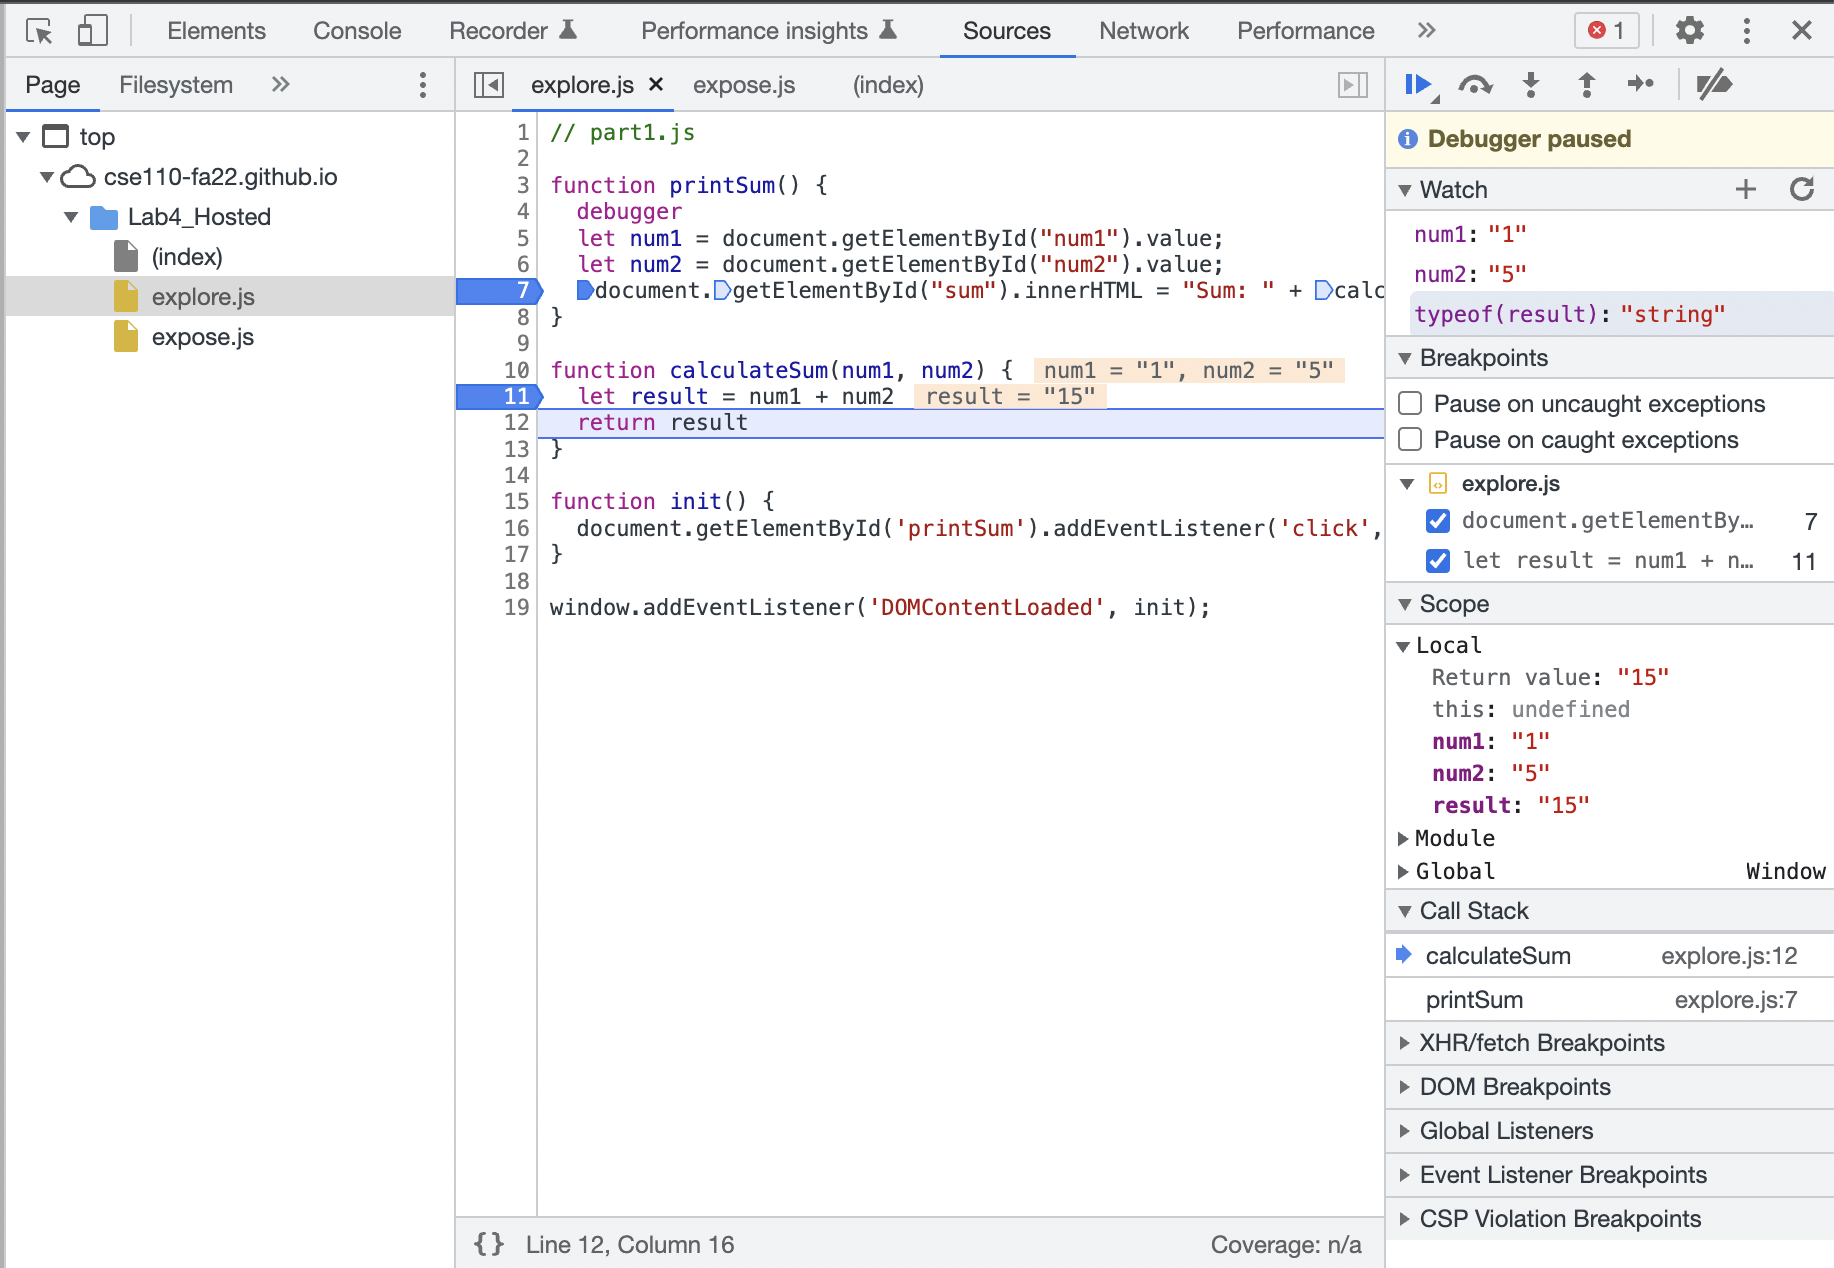 Elements Console Recorder Performance insights Sources Network Performance » 1
Page Filesystem »
explore.js × expose.js (index)
top
cse110-fa22.github.io
Lab4_Hosted
(index)
explore.js
expose.js
1 // part1.js
2
3 function printSum() {
4 debugger
5 let num1 = document.getElementById("num1").value;
6 let num2 = document.getElementById("num2").value;
7 document.getElementById("sum").innerHTML = "Sum: " + calc
8 }
9
10 function calculateSum(num1, num2) { num1 = "1", num2 = "5"
11 let result = num1 + num2 result = "15"
12 return result
13 }
14
15 function init() {
16 document.getElementById('printSum').addEventListener('click',
17 }
18
19 window.addEventListener('DOMContentLoaded', init);
{} Line 12, Column 16 Coverage: n/a
Debugger paused
Watch
num1: "1"
num2: "5"
typeof(result): "string"
Breakpoints
Pause on uncaught exceptions
Pause on caught exceptions
explore.js
document.getElementBy… 7
let result = num1 + n… 11
Scope
Local
Return value: "15"
this: undefined
num1: "1"
num2: "5"
result: "15"
Module
Global Window
Call Stack
calculateSum explore.js:12
printSum explore.js:7
XHR/fetch Breakpoints
DOM Breakpoints
Global Listeners
Event Listener Breakpoints
CSP Violation Breakpoints